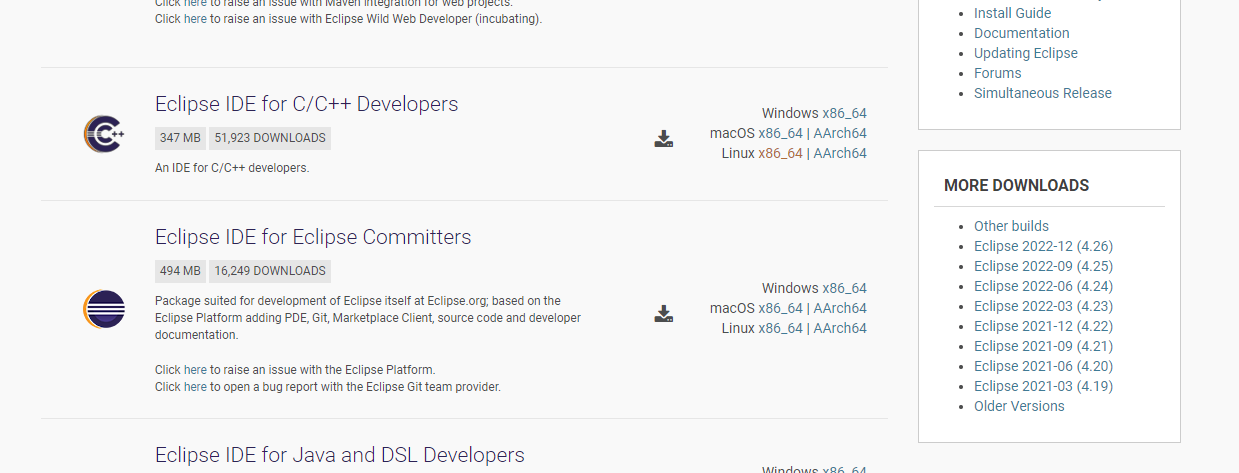 Click here to raise an issue with Maven integration for web projects.
Click here to raise an issue with Eclipse Wild Web Developer (incubating).
Eclipse IDE for C/C++ Developers
347 MB 51,923 DOWNLOADS
An IDE for C/C++ developers.
Windows x86_64
macOS x86_64 | AArch64
Linux x86_64 | AArch64
Eclipse IDE for Eclipse Committers
494 MB 16,249 DOWNLOADS
Package suited for development of Eclipse itself at Eclipse.org; based on the
Eclipse Platform adding PDE, Git, Marketplace Client, source code and developer
documentation.
Click here to raise an issue with the Eclipse Platform.
Click here to open a bug report with the Eclipse Git team provider.
Windows x86_64
macOS x86_64 | AArch64
Linux x86_64 | AArch64
Eclipse IDE for Java and DSL Developers
Windows x86_64
Install Guide
Documentation
Updating Eclipse
Forums
Simultaneous Release
MORE DOWNLOADS
Other builds
Eclipse 2022-12 (4.26)
Eclipse 2022-09 (4.25)
Eclipse 2022-06 (4.24)
Eclipse 2022-03 (4.23)
Eclipse 2021-12 (4.22)
Eclipse 2021-09 (4.21)
Eclipse 2021-06 (4.20)
Eclipse 2021-03 (4.19)
Older Versions
C++